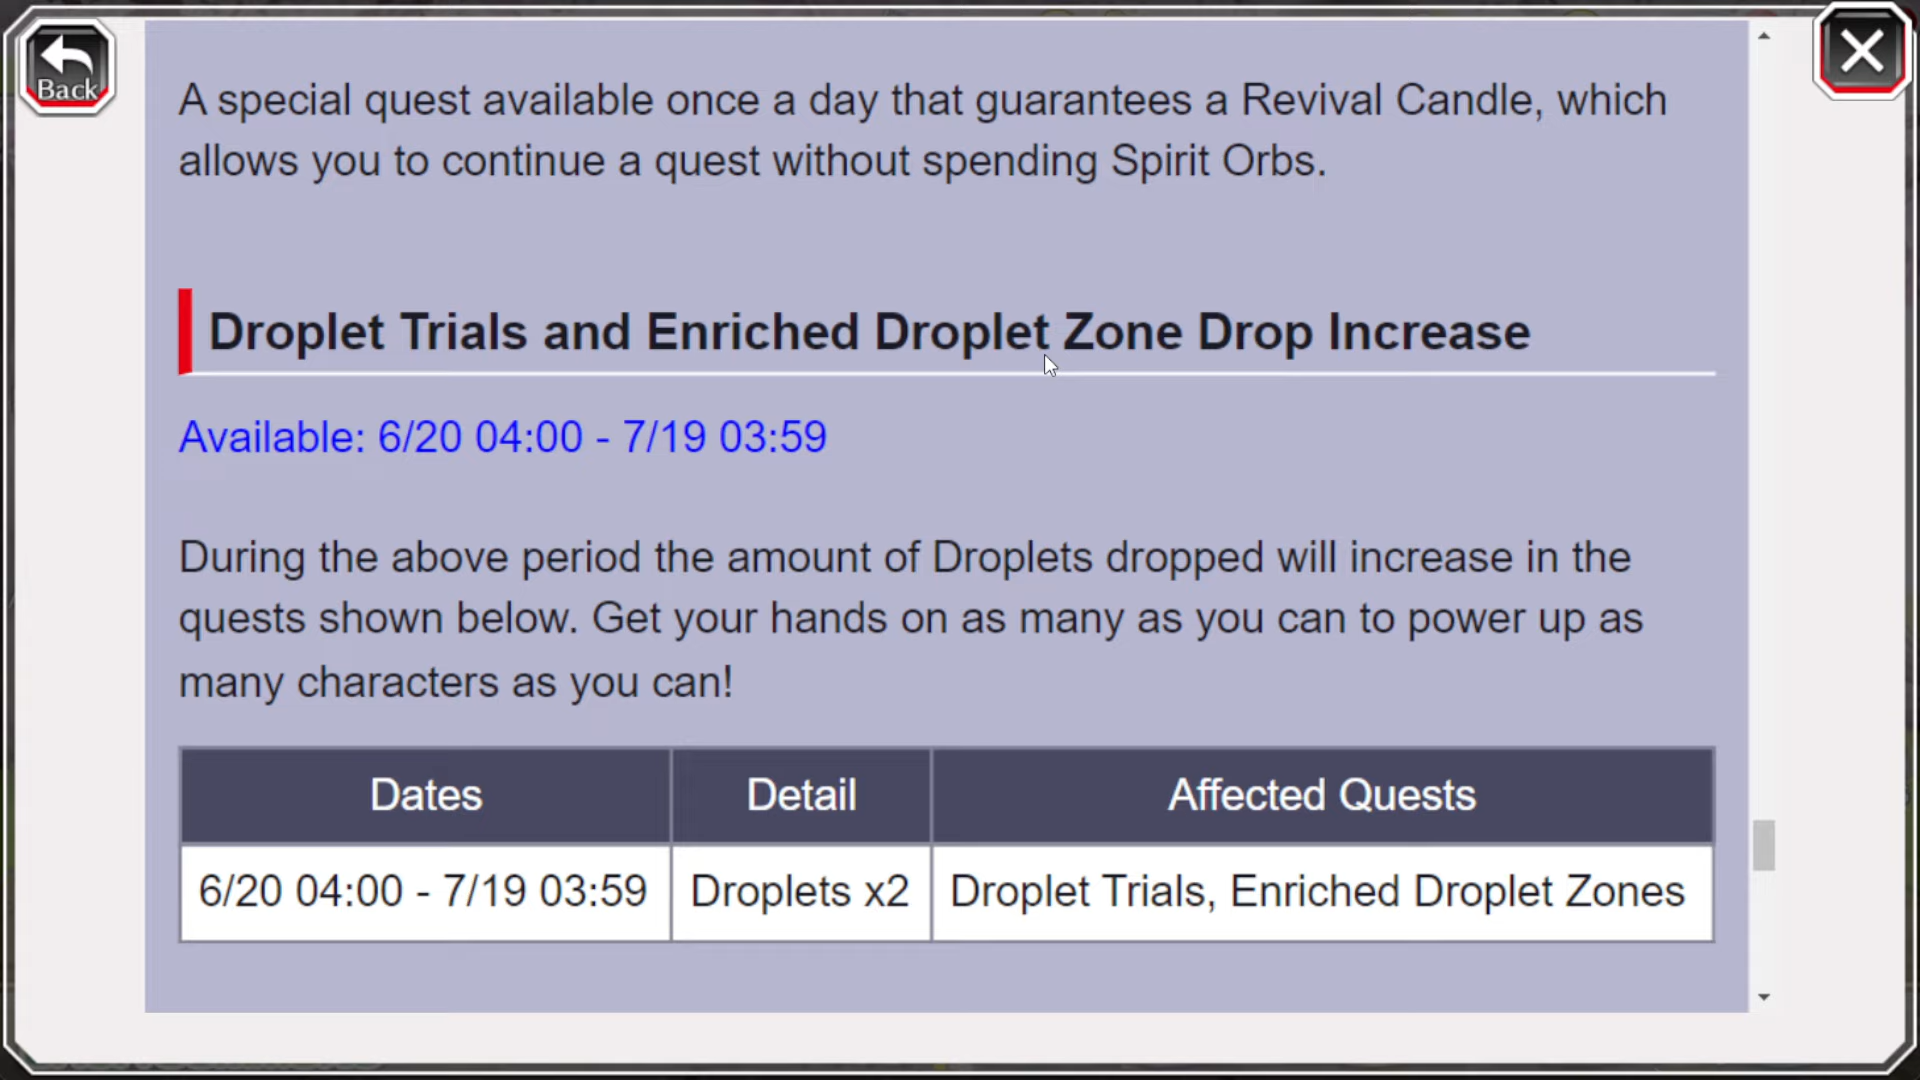 Back
A special quest available once a day that guarantees a Revival Candle, which
allows you to continue a quest without spending Spirit Orbs.
Droplet Trials and Enriched Droplet Zone Drop Increase
Available: 6/20 04:00 - 7/19 03:59
During the above period the amount of Droplets dropped will increase in the
quests shown below. Get your hands on as many as you can to power up as
many characters as you can!
Dates Detail Affected Quests
6/20 04:00 - 7/19 03:59 Droplets x2 Droplet Trials, Enriched Droplet Zones